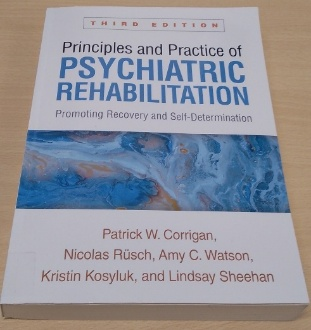 THIRD EDITION
Principles and Practice of
PSYCHIATRIC
REHABILITATION
Promoting Recovery and Self-Determination
Patrick W. Corrigan,
Nicolas Rüsch, Amy C. Watson,
Kristin Kosyluk, and Lindsay Sheehan